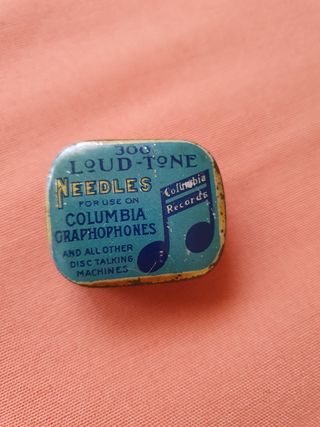 300
LOUD-TONE
NEEDLES
FOR USE ON
COLUMBIA
GRAPHOPHONES
AND ALL OTHER
DISC TALKING
MACHINES
Columbia
Records